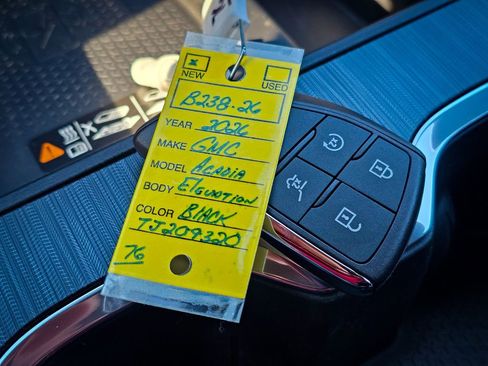 X
NEW
USED
B238-26
YEAR 2026
MAKE GMC
MODEL ACADIA
BODY ELEVATION
COLOR BLACK
TJ209320
76